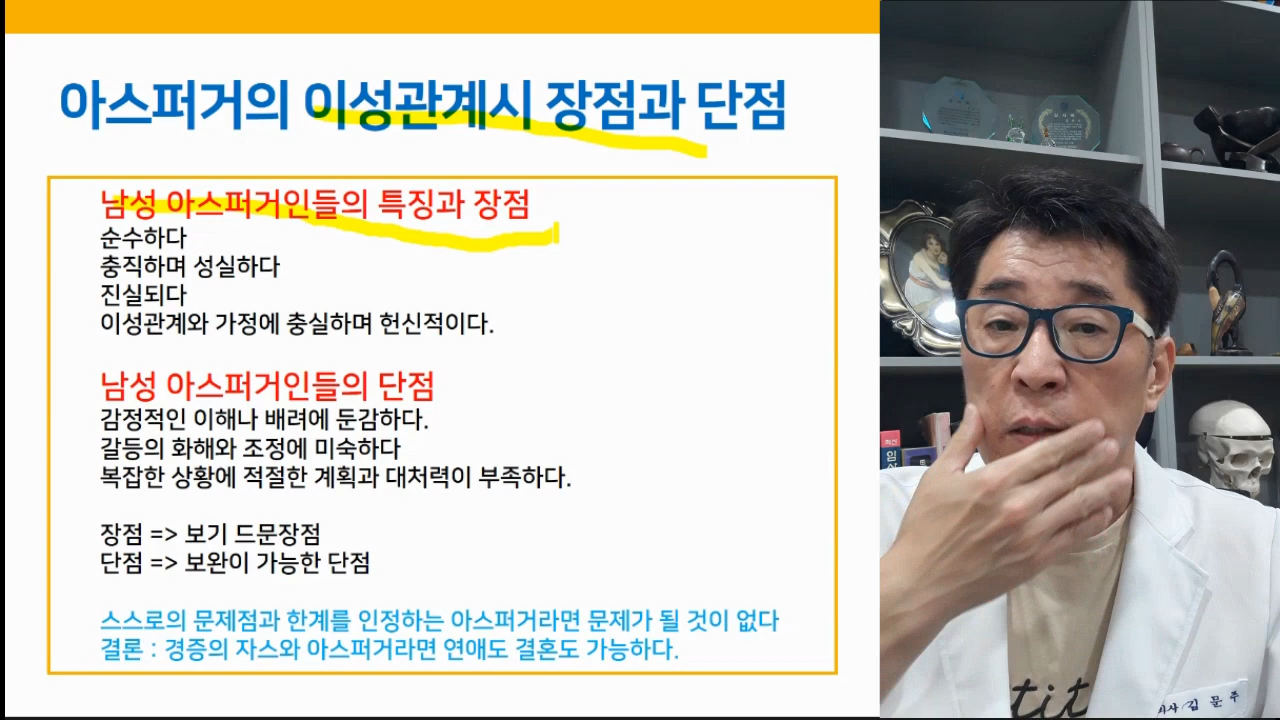 아스퍼거의 이성관계시 장점과 단점
남성 아스퍼거인들의 특징과 장점
순수하다
충직하며 성실하다
진실되다
이성관계와 가정에 충실하며 헌신적이다.
남성 아스퍼거인들의 단점
감정적인 이해나 배려에 둔감하다.
갈등의 화해와 조정에 미숙하다
복잡한 상황에 적절한 계획과 대처력이 부족하다.
장점 => 보기 드문장점
단점 => 보완이 가능한 단점
스스로의 문제점과 한계를 인정하는 아스퍼거라면 문제가 될 것이 없다
결론 : 경증의 자스와 아스퍼거라면 연애도 결혼도 가능하다.
김문주
tit